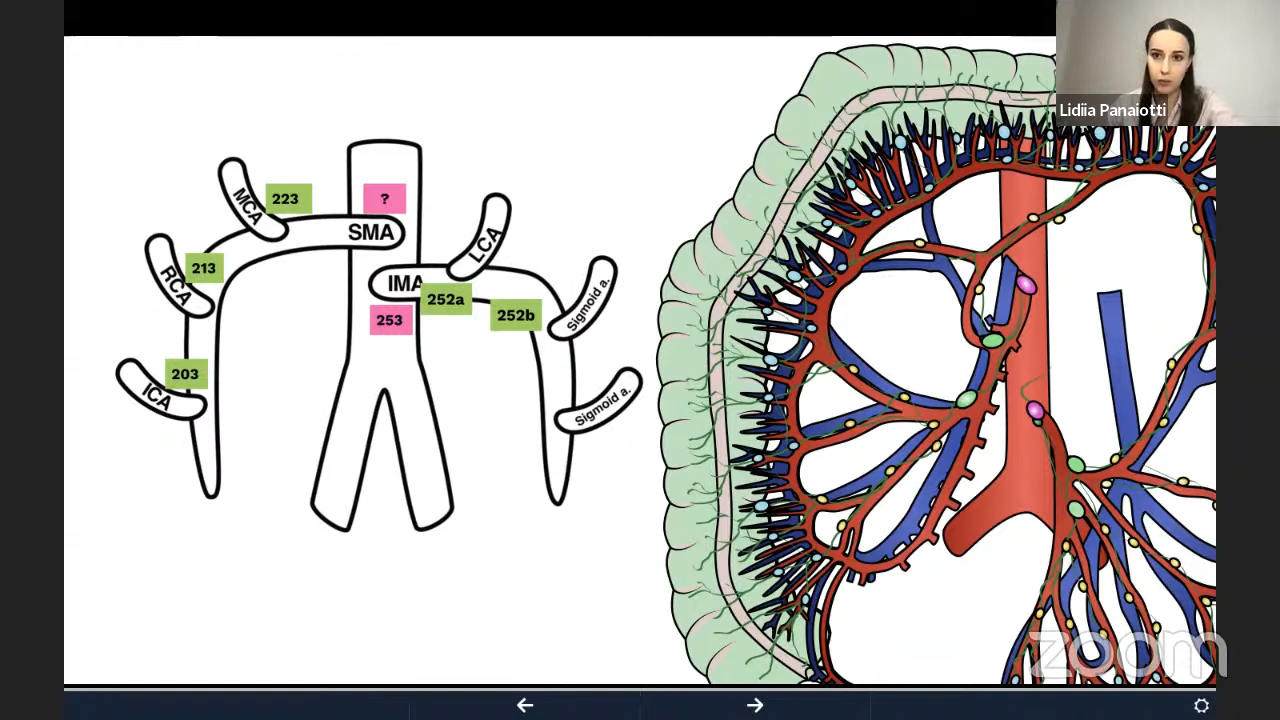 Lidiia Panaiotti
MCA
223
?
SMA
LCA
RCA
213
IMA
252a
253
252b
Sigmoid a.
ICA
203
Sigmoid a.
zoom